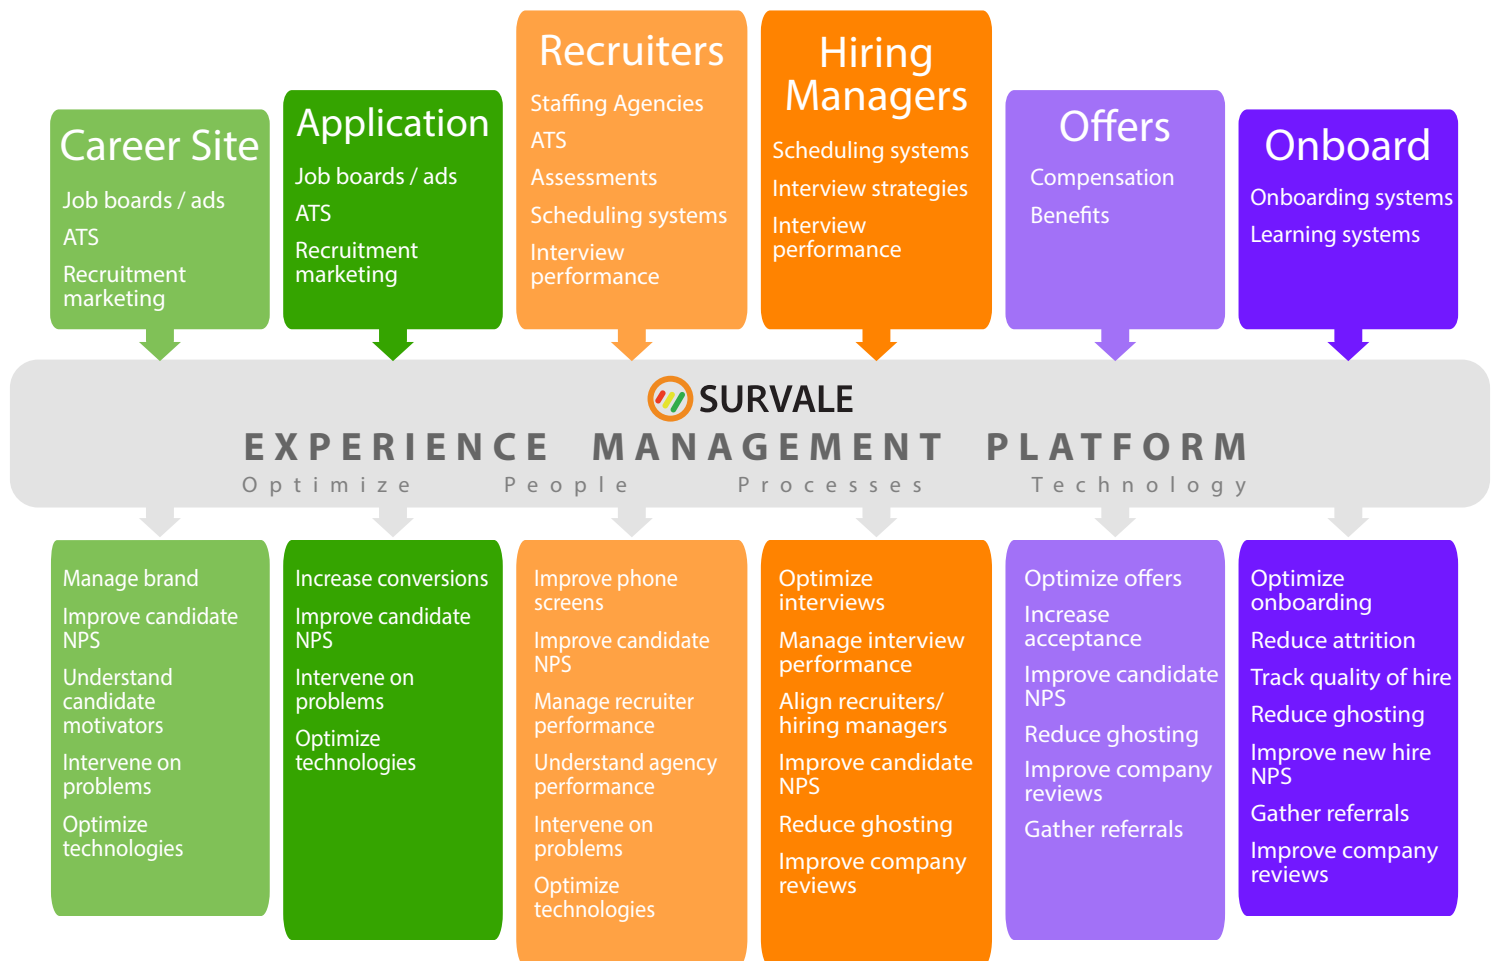 Career Site
Job boards / ads
ATS
Recruitment
marketing
Application
Job boards / ads
ATS
Recruitment
marketing
Recruiters
Staffing Agencies
ATS
Assessments
Scheduling systems
Interview
performance
Hiring
Managers
Scheduling systems
Interview strategies
Interview
performance
Offers
Compensation
Benefits
Onboard
Onboarding systems
Learning systems
SURVALE
EXPERIENCE MANAGEMENT PLATFORM
Optimize People Processes Technology
Manage brand
Improve candidate
NPS
Understand
candidate
motivators
Intervene on
problems
Optimize
technologies
Increase conversions
Improve candidate
NPS
Intervene on
problems
Optimize
technologies
Improve phone
screens
Improve candidate
NPS
Manage recruiter
performance
Understand agency
performance
Intervene on
problems
Optimize
technologies
Optimize
interviews
Manage interview
performance
Align recruiters/
hiring managers
Improve candidate
NPS
Reduce ghosting
Improve company
reviews
Optimize offers
Increase
acceptance
Improve candidate
NPS
Reduce ghosting
Improve company
reviews
Gather referrals
Optimize
onboarding
Reduce attrition
Track quality of hire
Reduce ghosting
Improve new hire
NPS
Gather referrals
Improve company
reviews